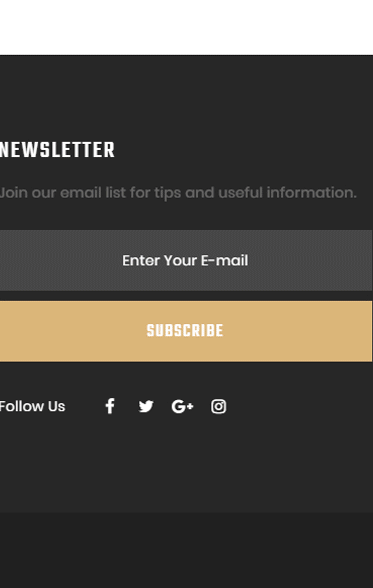 NEWSLETTER
Join our email list for tips and useful information.
Enter Your E-mail
SUBSCRIBE
Follow Us